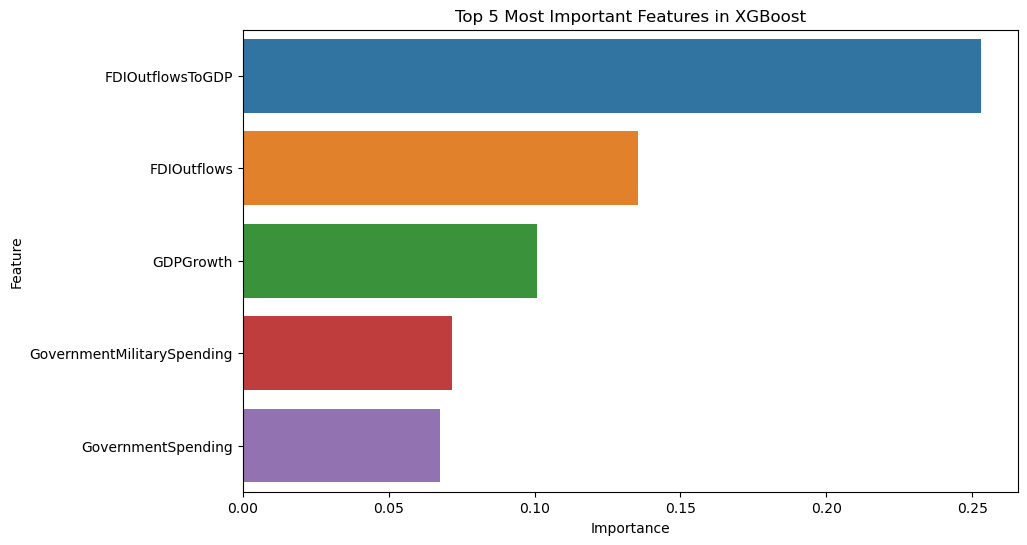 Top 5 Most Important Features in XGBoost
Feature
FDIOutflowsToGDP
FDIOutflows
GDPGrowth
GovernmentMilitarySpending
GovernmentSpending
0.00 0.05 0.10 0.15 0.20 0.25
Importance